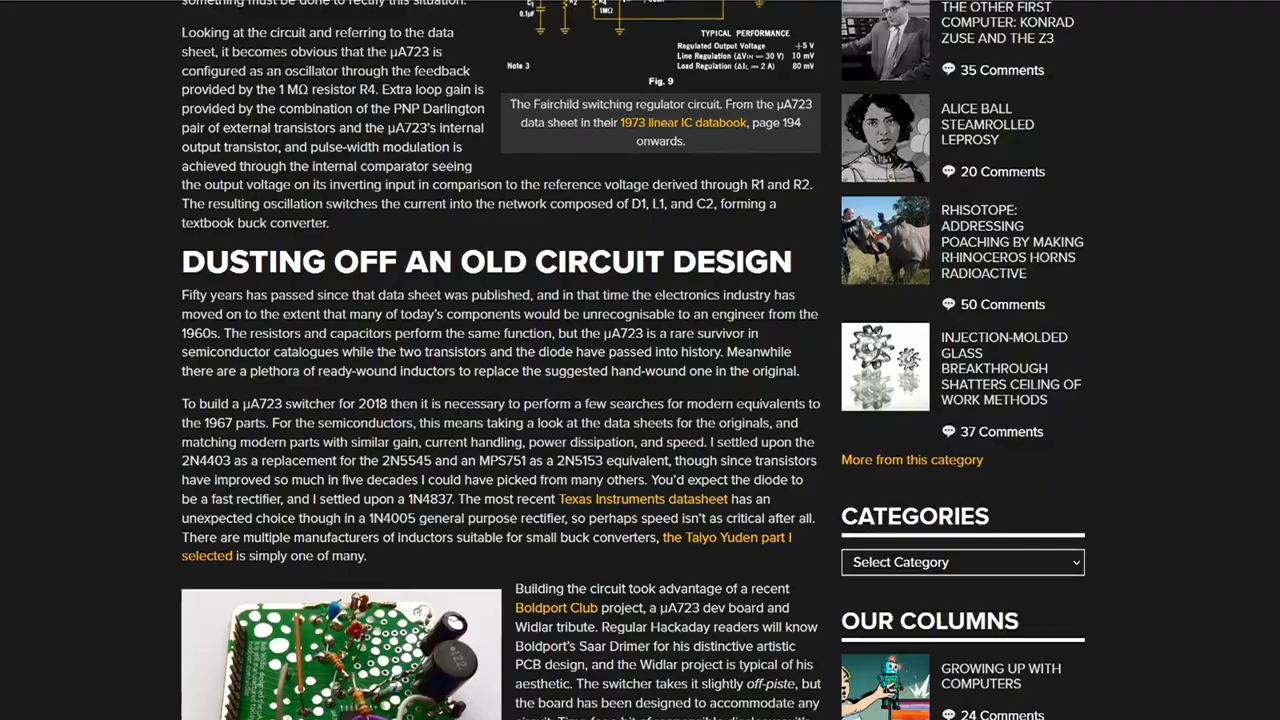 something must be done to rectify this situation.
Looking at the circuit and referring to the data
sheet, it becomes obvious that the µA723 is
configured as an oscillator through the feedback
provided by the 1 MΩ resistor R4. Extra loop gain is
provided by the combination of the PNP Darlington
pair of external transistors and the µA723's internal
output transistor, and pulse-width modulation is
achieved through the internal comparator seeing
the output voltage on its inverting input in comparison to the reference voltage derived through R1 and R2.
The resulting oscillation switches the current into the network composed of D1, L1, and C2, forming a
textbook buck converter.
C1
0.1µF
R2
R4
1MΩ
TYPICAL PERFORMANCE
Regulated Output Voltage +5 V
Line Regulation (ΔVIN — 30 V) 10 mV
Load Regulation (ΔIL — 2 A) 80 mV
Note 3
Fig. 9
The Fairchild switching regulator circuit. From the µA723
data sheet in their 1973 linear IC databook, page 194
onwards.
DUSTING OFF AN OLD CIRCUIT DESIGN
Fifty years has passed since that data sheet was published, and in that time the electronics industry has
moved on to the extent that many of today's components would be unrecognisable to an engineer from the
1960s. The resistors and capacitors perform the same function, but the µA723 is a rare survivor in
semiconductor catalogues while the two transistors and the diode have passed into history. Meanwhile
there are a plethora of ready-wound inductors to replace the suggested hand-wound one in the original.
To build a µA723 switcher for 2018 then it is necessary to perform a few searches for modern equivalents to
the 1967 parts. For the semiconductors, this means taking a look at the data sheets for the originals, and
matching modern parts with similar gain, current handling, power dissipation, and speed. I settled upon the
2N4403 as a replacement for the 2N5545 and an MPS751 as a 2N5153 equivalent, though since transistors
have improved so much in five decades I could have picked from many others. You'd expect the diode to
be a fast rectifier, and I settled upon a 1N4837. The most recent Texas Instruments datasheet has an
unexpected choice though in a 1N4005 general purpose rectifier, so perhaps speed isn't as critical after all.
There are multiple manufacturers of inductors suitable for small buck converters, the Taiyo Yuden part I
selected is simply one of many.
Building the circuit took advantage of a recent
Boldport Club project, a µA723 dev board and
Widlar tribute. Regular Hackaday readers will know
Boldport's Saar Drimer for his distinctive artistic
PCB design, and the Widlar project is typical of his
aesthetic. The switcher takes it slightly off-piste, but
the board has been designed to accommodate any
122
THE OTHER FIRST
COMPUTER: KONRAD
ZUSE AND THE Z3
35 Comments
ALICE BALL
STEAMROLLED
LEPROSY
20 Comments
RHISOTOPE:
ADDRESSING
POACHING BY MAKING
RHINOCEROS HORNS
RADIOACTIVE
50 Comments
INJECTION-MOLDED
GLASS
BREAKTHROUGH
SHATTERS CEILING OF
WORK METHODS
37 Comments
More from this category
CATEGORIES
Select Category
OUR COLUMNS
GROWING UP WITH
COMPUTERS
24 Comments